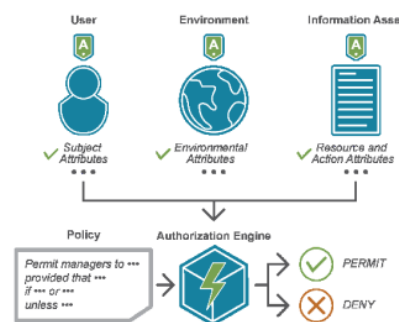 User
Environment
Information Asse
A
A
A
Subject
Attributes
Environmental
Attributes
Resource and
Action Attributes
Policy
Authorization Engine
Permit managers to •••
provided that •••
if ••• or •••
unless •••
PERMIT
DENY